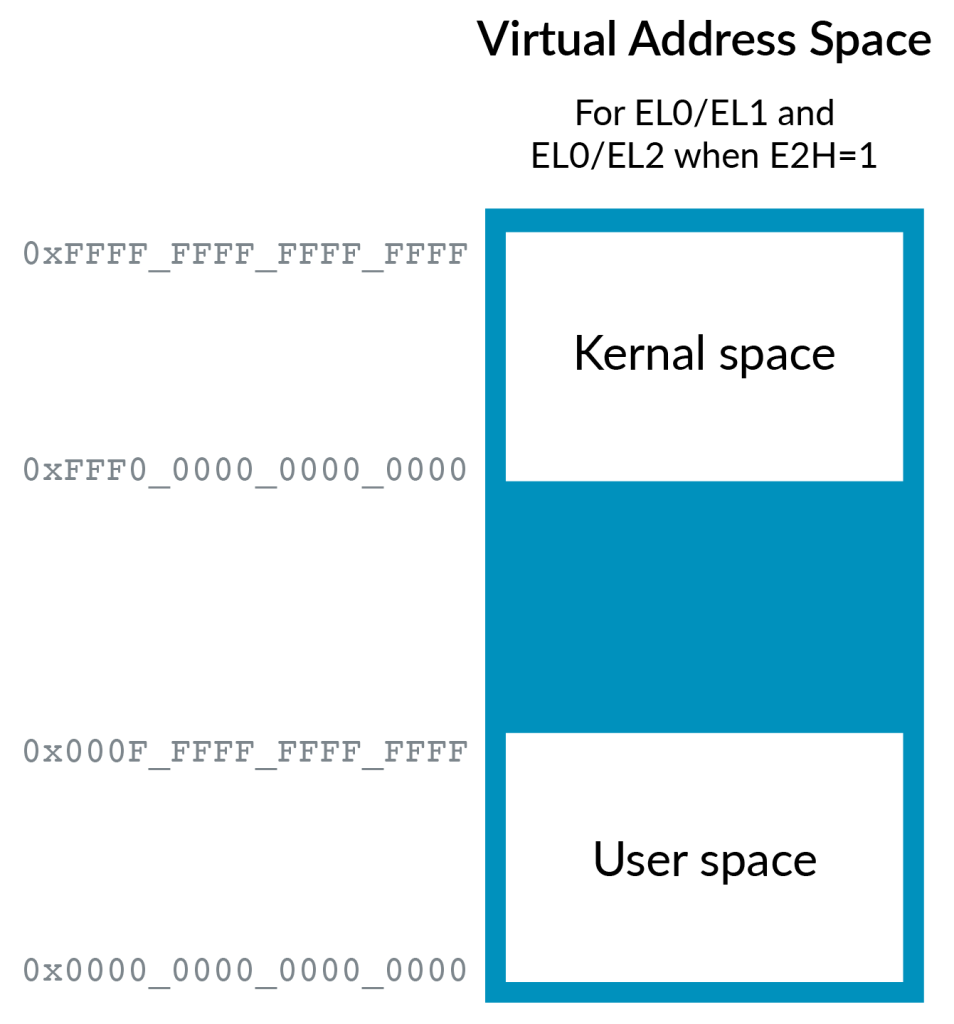 Virtual Address Space
For EL0/EL1 and
EL0/EL2 when E2H=1
0xFFFF_FFFF_FFFF_FFFF
Kernal space
0xFFF0_0000_0000_0000
0x000F_FFFF_FFFF_FFFF
User space
0x0000_0000_0000_0000